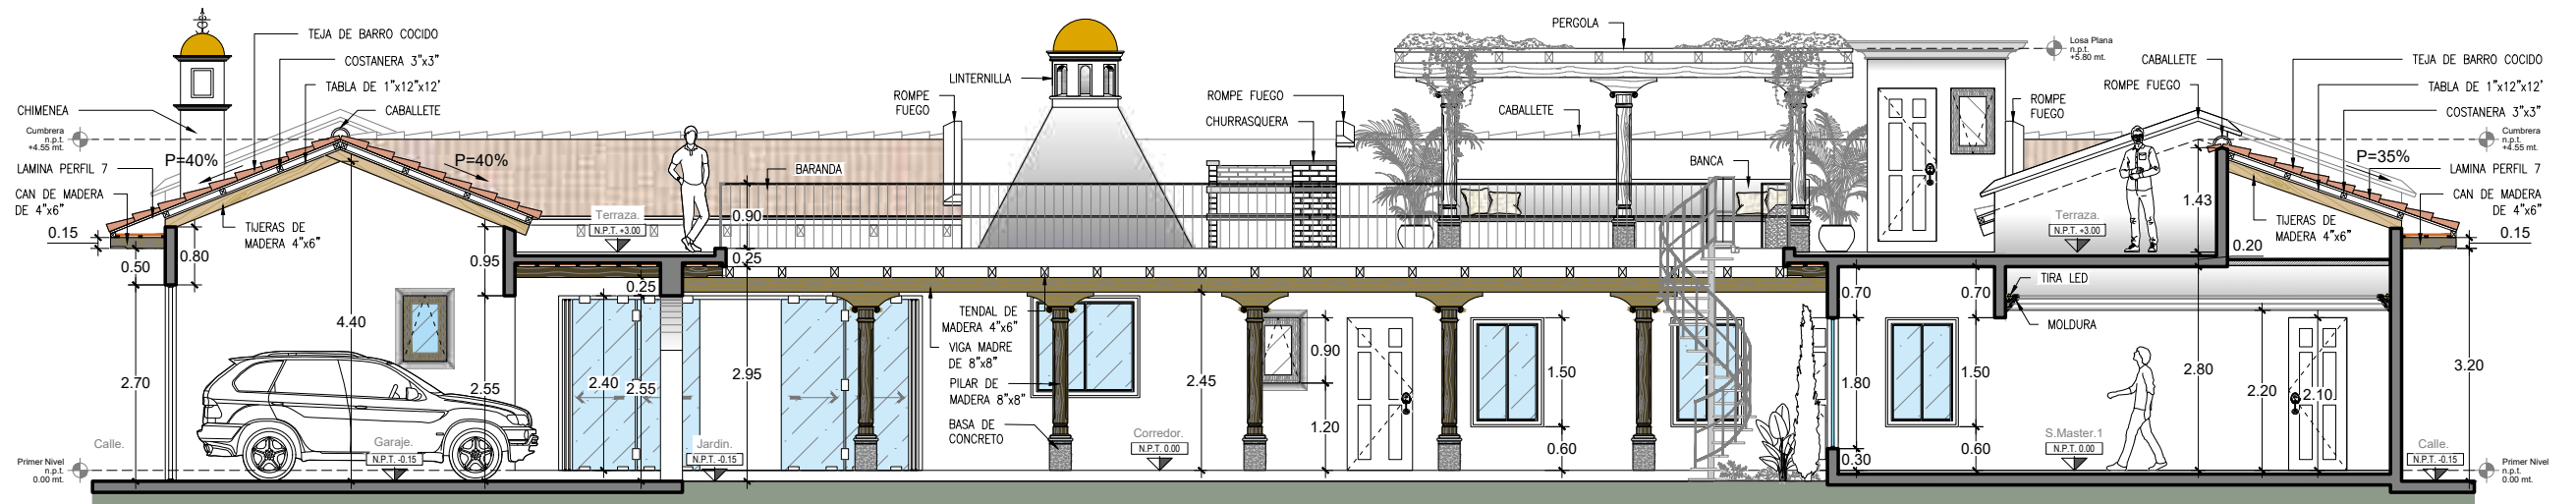 TEJA DE BARRO COCIDO
COSTANERA 3"x3"
TABLA DE 1"x12"x12'
CABALLETE
CHIMENEA
Cumbrera
n.p.t.
+4.55 mt.
LAMINA PERFIL 7
CAN DE MADERA
DE 4"x6"
P=40%
P=40%
TIJERAS DE
MADERA 4"x6"
0.15
0.50
0.80
0.95
4.40
2.70
2.55
Calle.
Garaje.
N.P.T. -0.15
Primer Nivel
n.p.t.
0.00 mt.
ROMPE
FUEGO
LINTERNILLA
BARANDA
Terraza.
N.P.T. +3.00
0.90
0.25
0.25
2.40
2.55
2.95
Jardin.
N.P.T. -0.15
TENDAL DE
MADERA 4"x6"
VIGA MADRE
DE 8"x8"
PILAR DE
MADERA 8"x8"
BASA DE
CONCRETO
Corredor.
N.P.T. 0.00
2.45
0.90
1.20
1.50
0.60
ROMPE FUEGO
CHURRASQUERA
PERGOLA
CABALLETE
BANCA
Losa Plana
n.p.t.
+5.80 mt.
CABALLETE
ROMPE FUEGO
ROMPE
FUEGO
TEJA DE BARRO COCIDO
TABLA DE 1"x12"x12'
COSTANERA 3"x3"
Cumbrera
n.p.t.
+4.55 mt.
P=35%
LAMINA PERFIL 7
CAN DE MADERA
DE 4"x6"
TIJERAS DE
MADERA 4"x6"
0.15
1.43
0.20
Terraza.
N.P.T. +3.00
TIRA LED
MOLDURA
0.70
0.70
1.80
0.30
1.50
0.60
2.80
2.20
2.10
3.20
S.Master.1
N.P.T. 0.00
Calle.
N.P.T. -0.15
Primer Nivel
n.p.t.
0.00 mt.